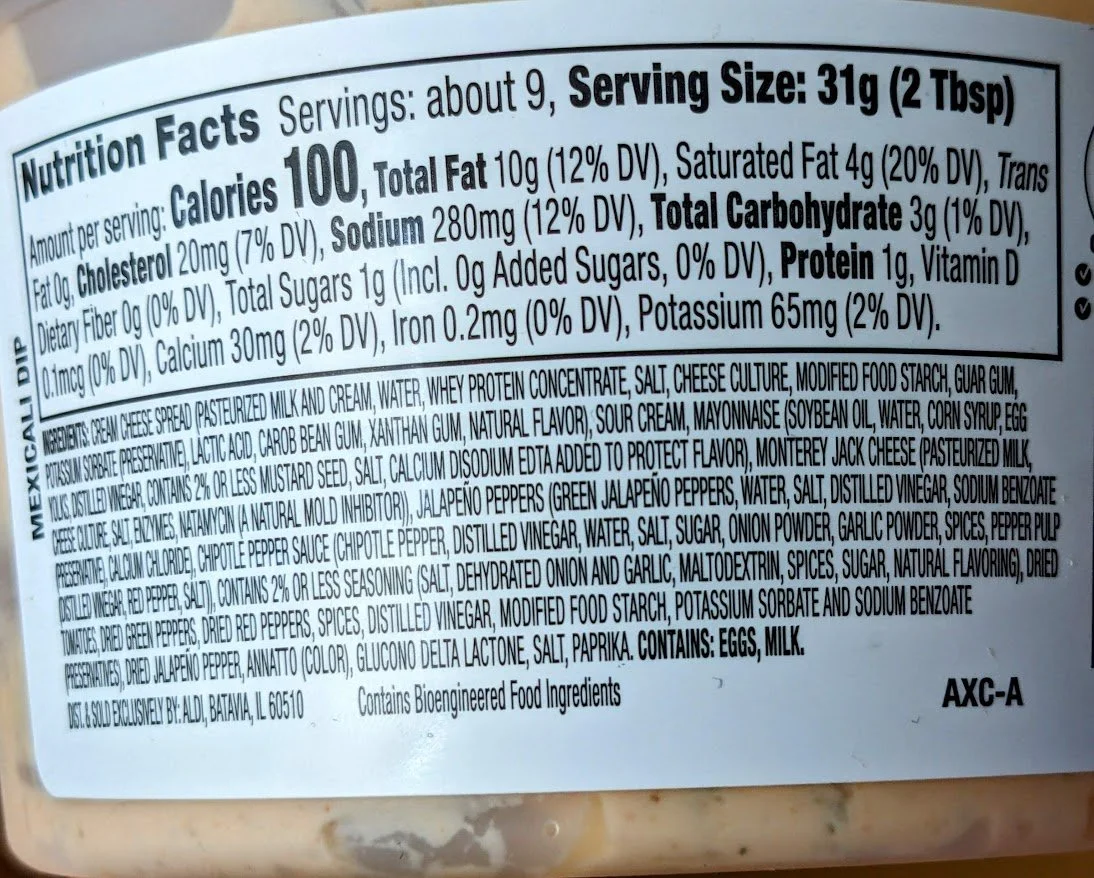 MEXICALI DIP
Nutrition Facts Servings: about 9, Serving Size: 31g (2 Tbsp)
Amount per serving: Calories 100, Total Fat 10g (12% DV), Saturated Fat 4g (20% DV), Trans
Fat 0g, Cholesterol 20mg (7% DV), Sodium 280mg (12% DV), Total Carbohydrate 3g (1% DV),
Dietary Fiber 0g (0% DV), Total Sugars 1g (Incl. 0g Added Sugars, 0% DV), Protein 1g, Vitamin D
0.1mcg (0% DV), Calcium 30mg (2% DV), Iron 0.2mg (0% DV), Potassium 65mg (2% DV).
INGREDIENTS: CREAM CHEESE SPREAD (PASTEURIZED MILK AND CREAM, WATER, WHEY PROTEIN CONCENTRATE, SALT, CHEESE CULTURE, MODIFIED FOOD STARCH, GUAR GUM,
POTASSIUM SORBATE (PRESERVATIVE), LACTIC ACID, CAROB BEAN GUM, XANTHAN GUM, NATURAL FLAVOR), SOUR CREAM, MAYONNAISE (SOYBEAN OIL, WATER, CORN SYRUP, EGG
YOLKS, DISTILLED VINEGAR, CONTAINS 2% OR LESS MUSTARD SEED, SALT, CALCIUM DISODIUM EDTA ADDED TO PROTECT FLAVOR), MONTEREY JACK CHEESE (PASTEURIZED MILK,
CHEESE CULTURE, SALT, ENZYMES, NATAMYCIN (A NATURAL MOLD INHIBITOR)), JALAPEÑO PEPPERS (GREEN JALAPEÑO PEPPERS, WATER, SALT, DISTILLED VINEGAR, SODIUM BENZOATE
(PRESERVATIVE), CALCIUM CHLORIDE), CHIPOTLE PEPPER SAUCE (CHIPOTLE PEPPER, DISTILLED VINEGAR, WATER, SALT, SUGAR, ONION POWDER, GARLIC POWDER, SPICES, PEPPER PULP
(DISTILLED VINEGAR, RED PEPPER, SALT)), CONTAINS 2% OR LESS SEASONING (SALT, DEHYDRATED ONION AND GARLIC, MALTODEXTRIN, SPICES, SUGAR, NATURAL FLAVORING), DRIED
TOMATOES, DRIED GREEN PEPPERS, DRIED RED PEPPERS, SPICES, DISTILLED VINEGAR, MODIFIED FOOD STARCH, POTASSIUM SORBATE AND SODIUM BENZOATE
(PRESERVATIVES), DRIED JALAPEÑO PEPPER, ANNATTO (COLOR), GLUCONO DELTA LACTONE, SALT, PAPRIKA. CONTAINS: EGGS, MILK.
DIST. & SOLD EXCLUSIVELY BY: ALDI, BATAVIA, IL 60510 Contains Bioengineered Food Ingredients
AXC-A